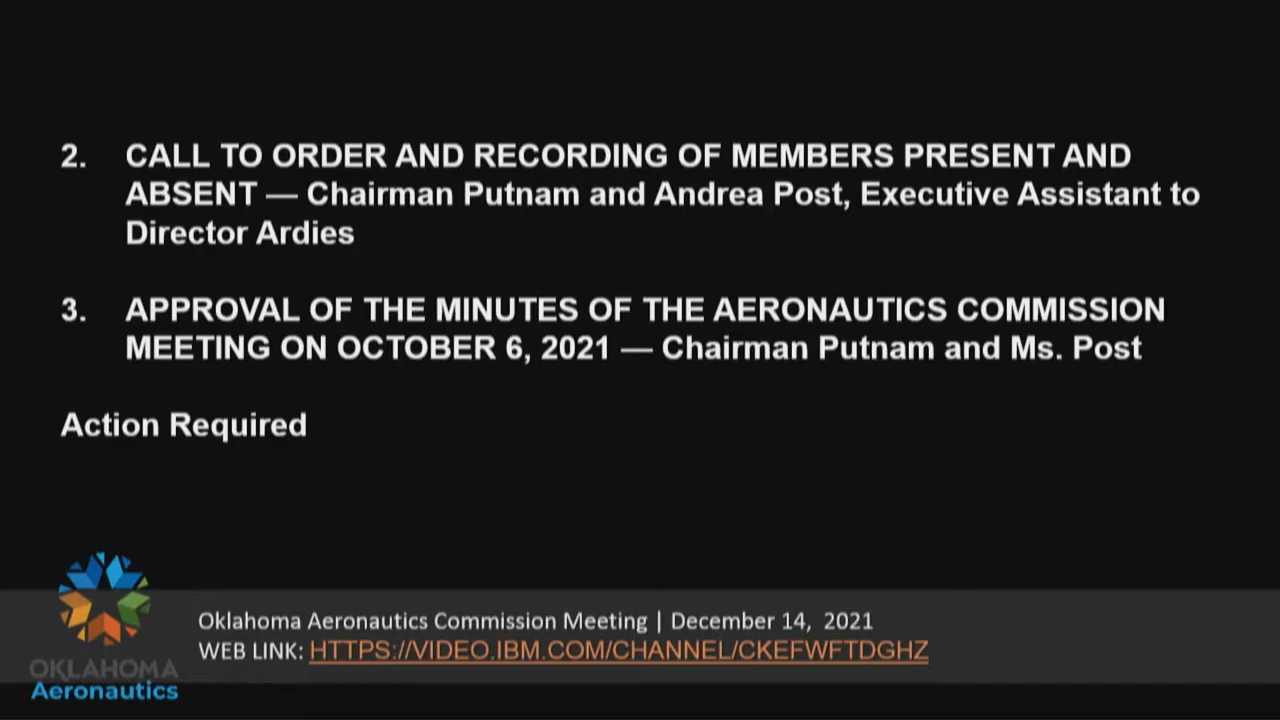 2. CALL TO ORDER AND RECORDING OF MEMBERS PRESENT AND
ABSENT — Chairman Putnam and Andrea Post, Executive Assistant to
Director Ardies
3. APPROVAL OF THE MINUTES OF THE AERONAUTICS COMMISSION
MEETING ON OCTOBER 6, 2021 — Chairman Putnam and Ms. Post
Action Required
Oklahoma Aeronautics Commission Meeting | December 14, 2021
WEB LINK: HTTPS://VIDEO.IBM.COM/CHANNEL/CKEFWFTDGHZ
OKLAHOMA
Aeronautics